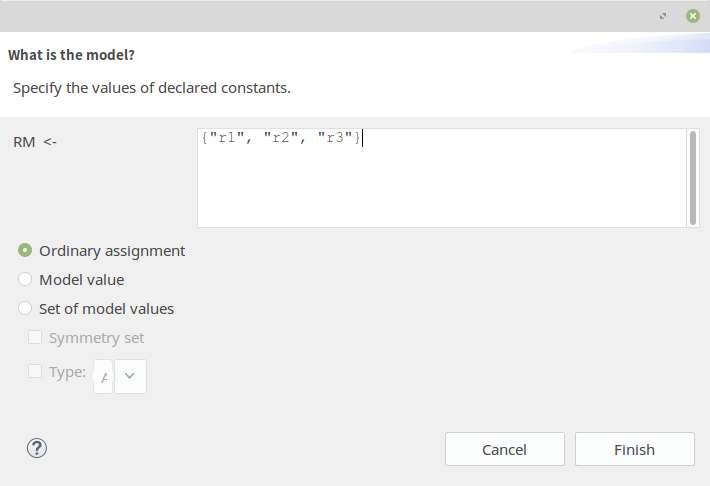 What is the model?
Specify the values of declared constants.
RM <-
{"r1", "r2", "r3"}
Ordinary assignment
Model value
Set of model values
Symmetry set
Type: A
?
Cancel
Finish